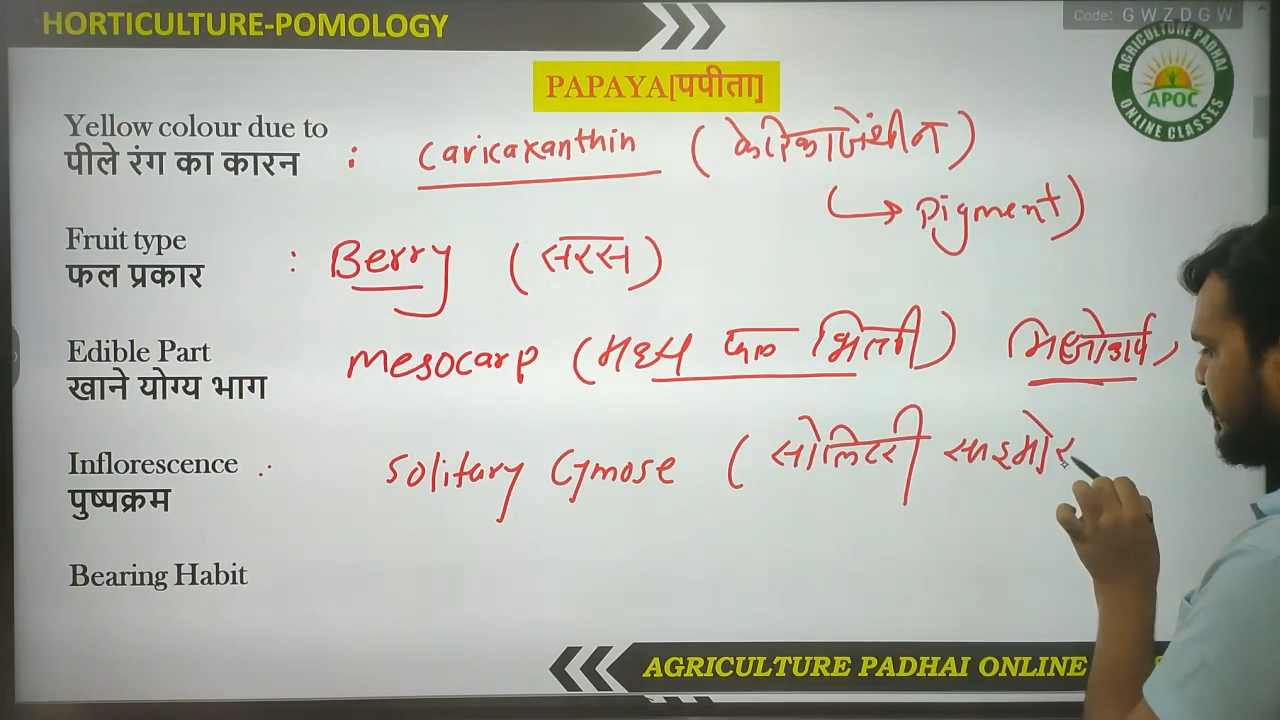 HORTICULTURE-POMOLOGY
Code: G W Z D G W
AGRICULTURE PADHAI
APOC
ONLINE CLASSES
PAPAYA[पपीता]
Yellow colour due to
पीले रंग का कारन : Caricaxanthin (केरिकाजेंथीन)
↳ pigment)
Fruit type
फल प्रकार : Berry (सरस)
Edible Part
खाने योग्य भाग mesocarp (मध्य फल भित्ती) मिजोकार्प
Inflorescence :
पुष्पक्रम Solitary Cymose (सोलिटरी साइमोस
Bearing Habit
AGRICULTURE PADHAI ONLINE